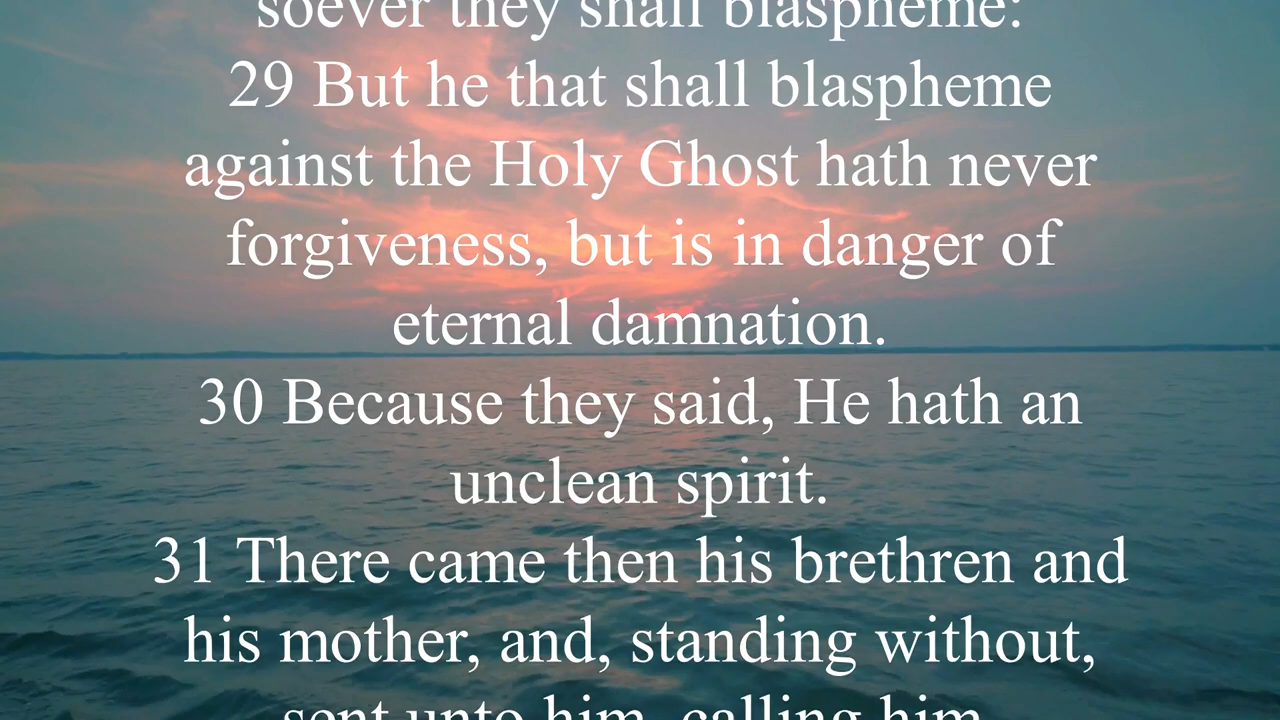 soever they shall blaspheme:
29 But he that shall blaspheme
against the Holy Ghost hath never
forgiveness, but is in danger of
eternal damnation.
30 Because they said, He hath an
unclean spirit.
31 There came then his brethren and
his mother, and, standing without,
sent unto him, calling him.